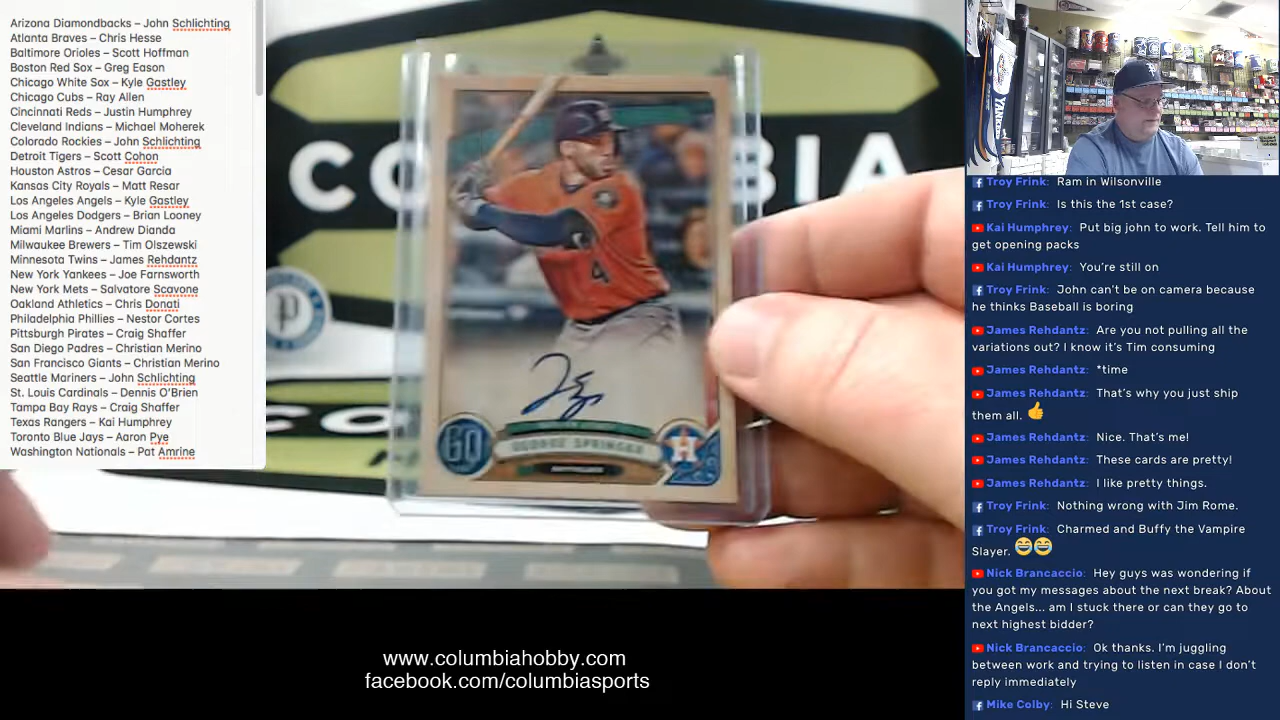 Arizona Diamondbacks – John Schlichting
Atlanta Braves – Chris Hesse
Baltimore Orioles – Scott Hoffman
Boston Red Sox – Greg Eason
Chicago White Sox – Kyle Gastley
Chicago Cubs – Ray Allen
Cincinnati Reds – Justin Humphrey
Cleveland Indians – Michael Moherek
Colorado Rockies – John Schlichting
Detroit Tigers – Scott Cohon
Houston Astros – Cesar Garcia
Kansas City Royals – Matt Resar
Los Angeles Angels – Kyle Gastley
Los Angeles Dodgers – Brian Looney
Miami Marlins – Andrew Dianda
Milwaukee Brewers – Tim Olszewski
Minnesota Twins – James Rehdantz
New York Yankees – Joe Farnsworth
New York Mets – Salvatore Scavone
Oakland Athletics – Chris Donati
Philadelphia Phillies – Nestor Cortes
Pittsburgh Pirates – Craig Shaffer
San Diego Padres – Christian Merino
San Francisco Giants – Christian Merino
Seattle Mariners – John Schlichting
St. Louis Cardinals – Dennis O'Brien
Tampa Bay Rays – Craig Shaffer
Texas Rangers – Kai Humphrey
Toronto Blue Jays – Aaron Pye
Washington Nationals – Pat Amrine
CO
BIA
4
GQ
GEORGE SPRINGER
OUTFIELDER
H
P
www.columbiahobby.com
facebook.com/columbiasports
Troy Frink: Ram in Wilsonville
Troy Frink: Is this the 1st case?
Kai Humphrey: Put big john to work. Tell him to
get opening packs
Kai Humphrey: You're still on
Troy Frink: John can't be on camera because
he thinks Baseball is boring
James Rehdantz: Are you not pulling all the
variations out? I know it's Tim consuming
James Rehdantz: *time
James Rehdantz: That's why you just ship
them all. 👍
James Rehdantz: Nice. That's me!
James Rehdantz: These cards are pretty!
James Rehdantz: I like pretty things.
Troy Frink: Nothing wrong with Jim Rome.
Troy Frink: Charmed and Buffy the Vampire
Slayer. 😂😂
Nick Brancaccio: Hey guys was wondering if
you got my messages about the next break? About
the Angels... am I stuck there or can they go to
next highest bidder?
Nick Brancaccio: Ok thanks. I'm juggling
between work and trying to listen in case I don't
reply immediately
Mike Colby: Hi Steve